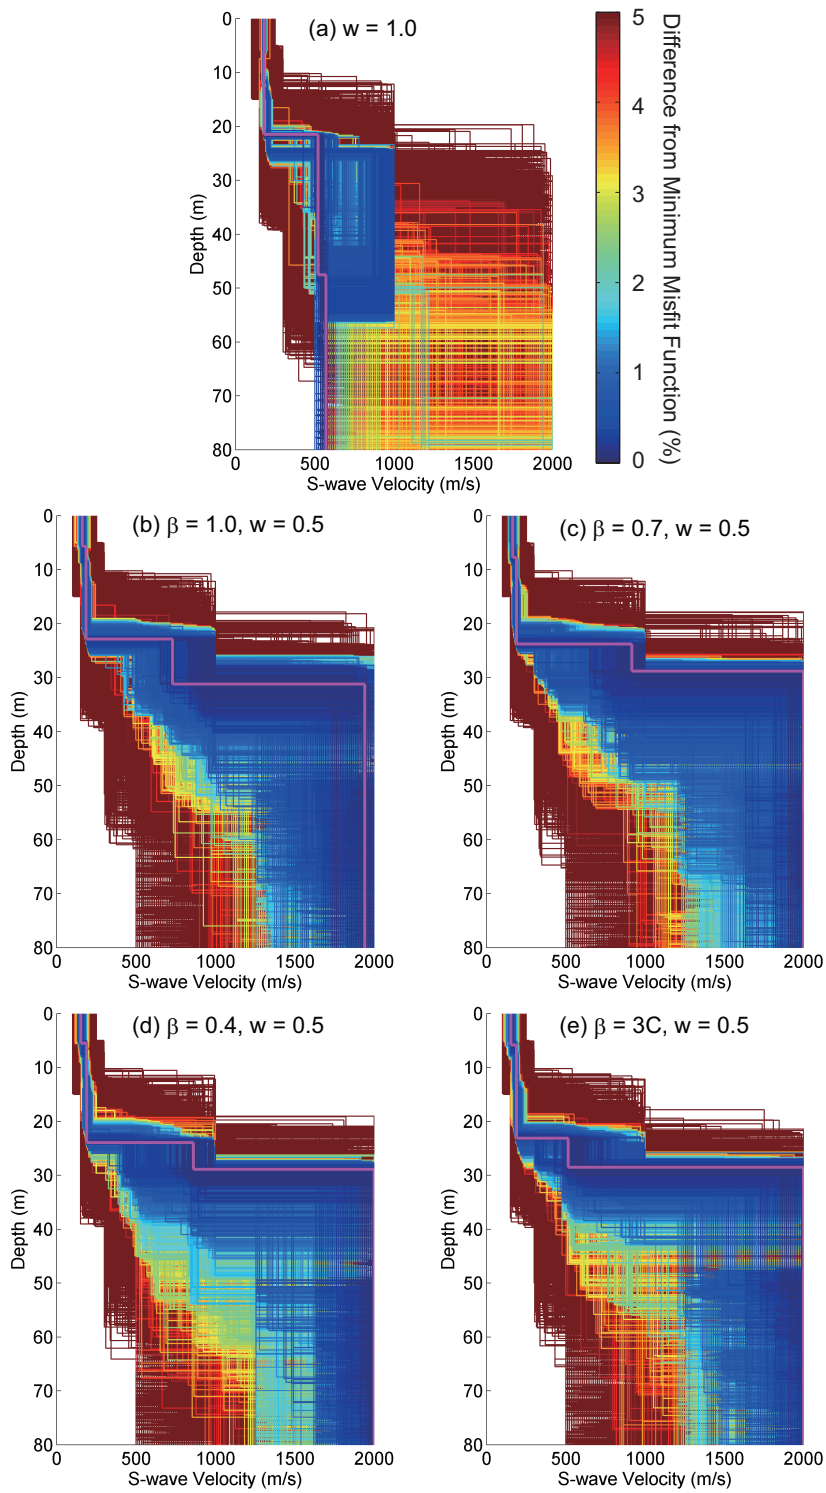 (a) w = 1.0
0
10
20
30
40
50
60
70
80
Depth (m)
0 500 1000 1500 2000
S-wave Velocity (m/s)
5
4
3
2
1
0
Difference from Minimum Misfit Function (%)
(b) β = 1.0, w = 0.5
0
10
20
30
40
50
60
70
80
Depth (m)
0 500 1000 1500 2000
S-wave Velocity (m/s)
(c) β = 0.7, w = 0.5
0
10
20
30
40
50
60
70
80
Depth (m)
0 500 1000 1500 2000
S-wave Velocity (m/s)
(d) β = 0.4, w = 0.5
0
10
20
30
40
50
60
70
80
Depth (m)
0 500 1000 1500 2000
S-wave Velocity (m/s)
(e) β = 3C, w = 0.5
0
10
20
30
40
50
60
70
80
Depth (m)
0 500 1000 1500 2000
S-wave Velocity (m/s)